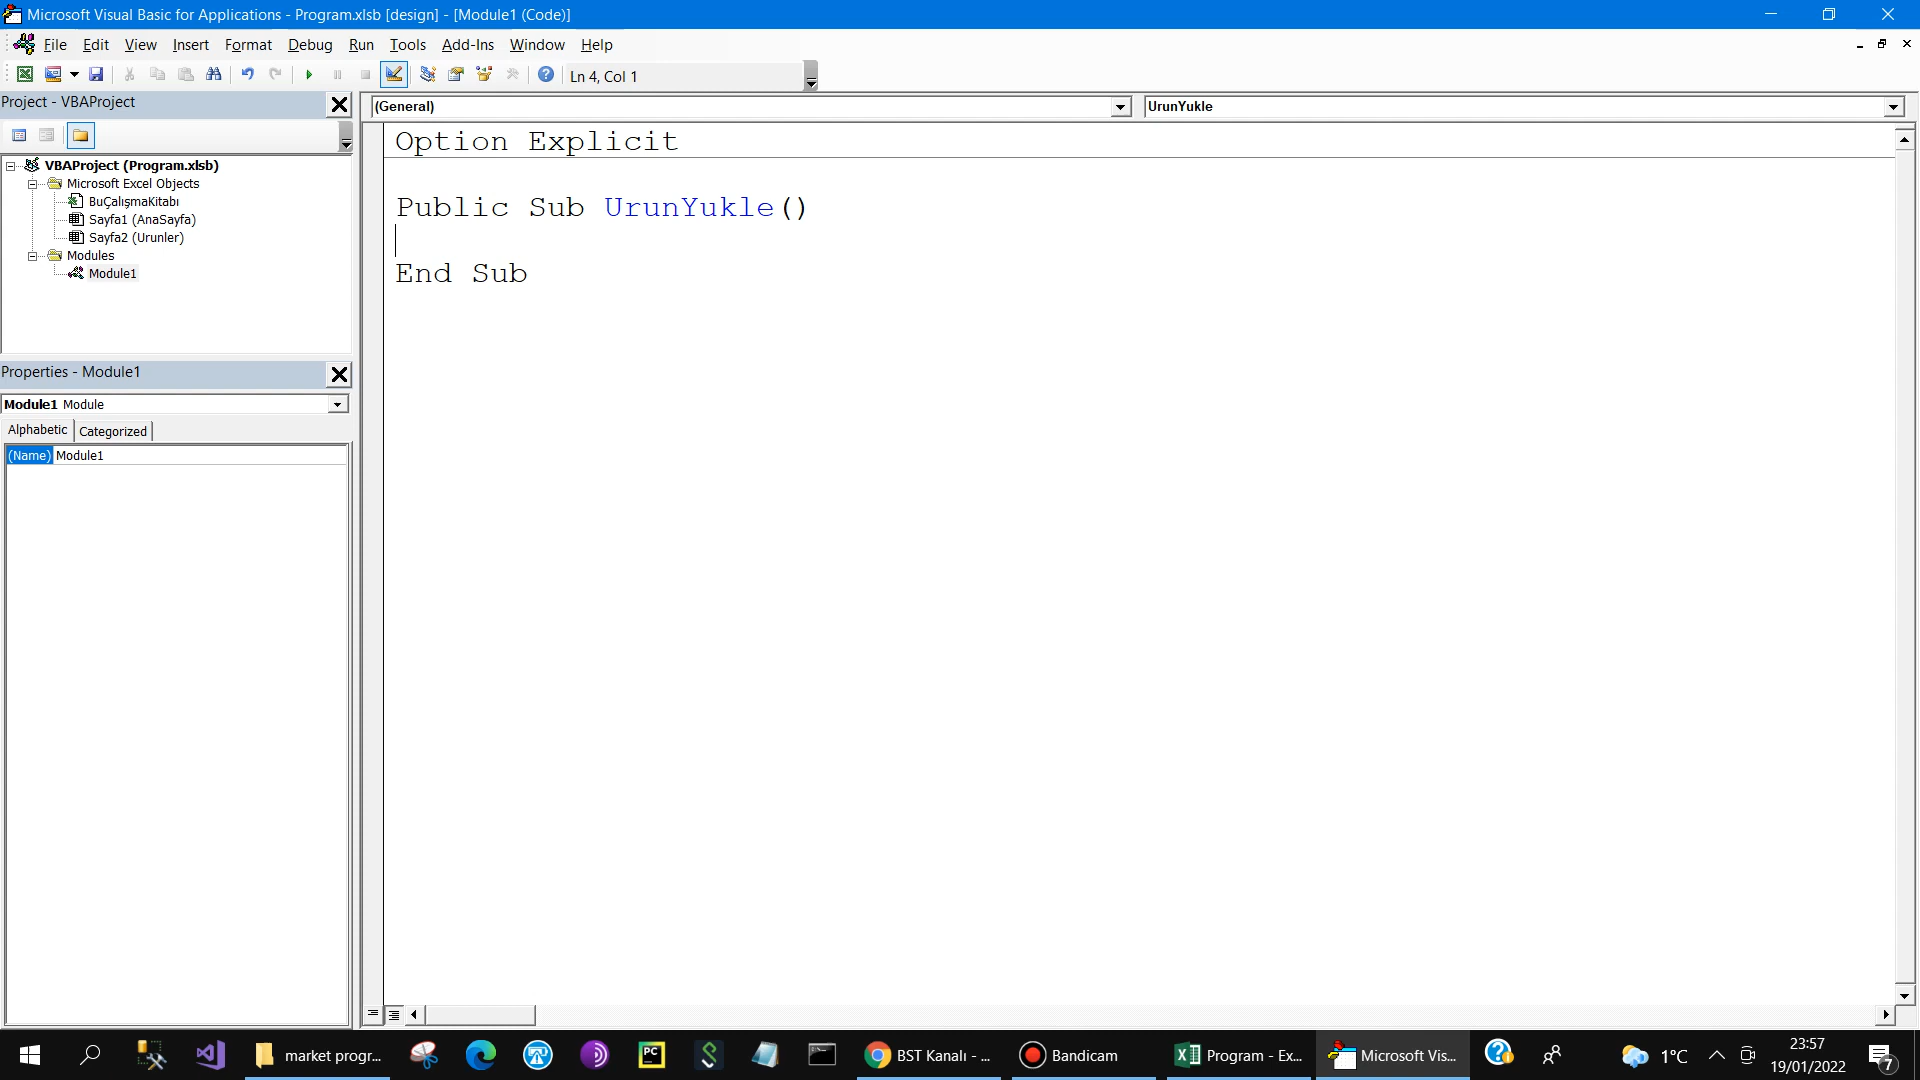 Microsoft Visual Basic for Applications - Program.xlsb [design] - [Module1 (Code)]
File Edit View Insert Format Debug Run Tools Add-Ins Window Help
Ln 4, Col 1
Project - VBAProject
(General)
UrunYukle
VBAProject (Program.xlsb)
Microsoft Excel Objects
BuÇalışmaKitabı
Sayfa1 (AnaSayfa)
Sayfa2 (Urunler)
Modules
Module1
Properties - Module1
Module1 Module
Alphabetic Categorized
(Name) Module1
Option Explicit
Public Sub UrunYukle()
End Sub
market progr...
PC
BST Kanalı - ...
Bandicam
Program - Ex...
Microsoft Vis...
1°C
23:57
19/01/2022
7